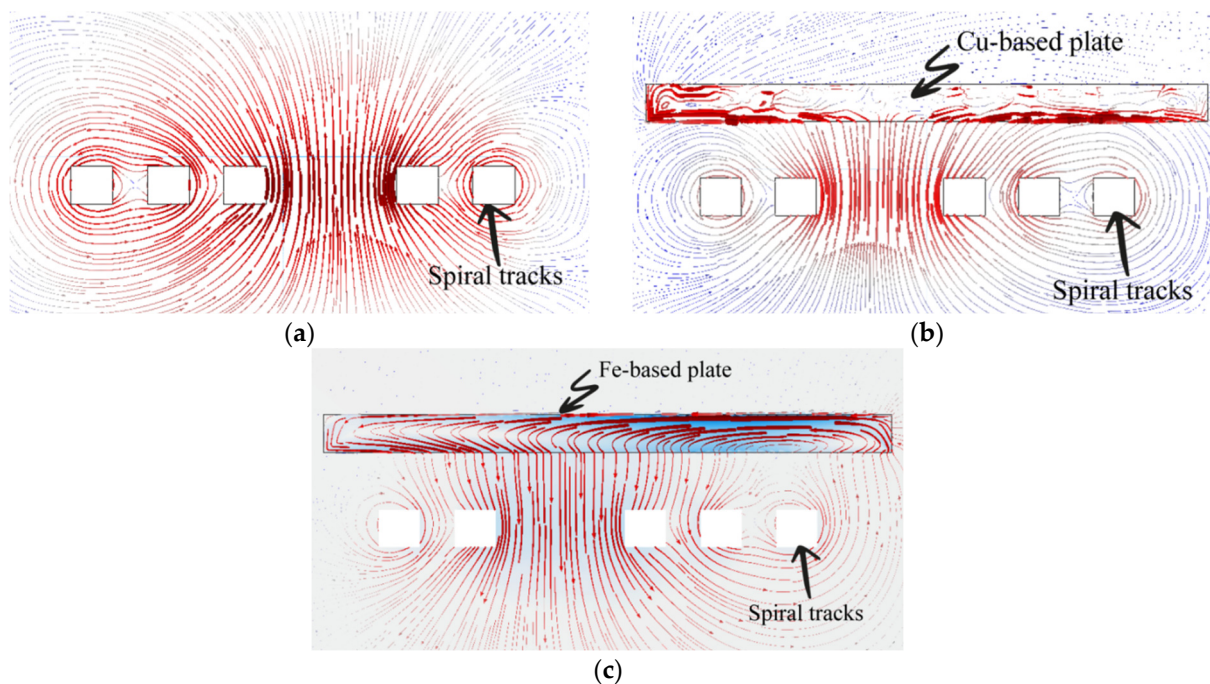 Cu-based plate
Spiral tracks
Spiral tracks
(a)
(b)
Fe-based plate
Spiral tracks
(c)